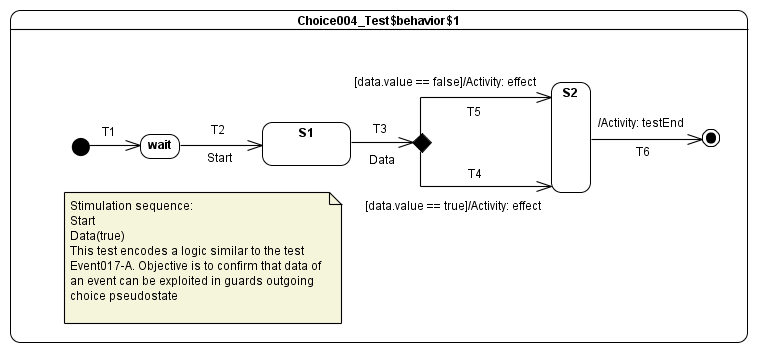 Choice004_Test$behavior$1
[data.value == false]/Activity: effect
T5
S2
T1
wait
T2
Start
S1
T3
Data
/Activity: testEnd
T6
T4
[data.value == true]/Activity: effect
Stimulation sequence:
Start
Data(true)
This test encodes a logic similar to the test
Event017-A. Objective is to confirm that data of
an event can be exploited in guards outgoing
choice pseudostate